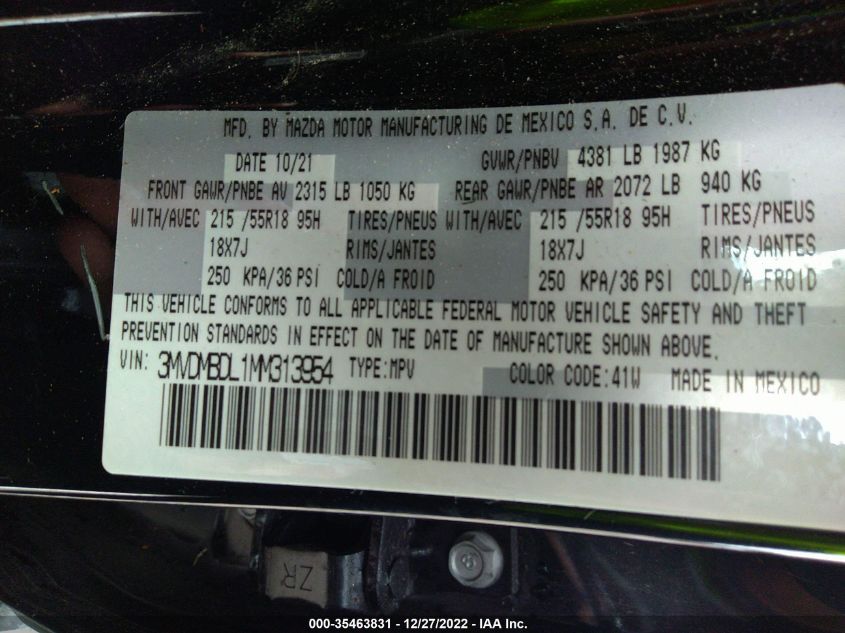 MFD. BY MAZDA MOTOR MANUFACTURING DE MEXICO S.A. DE C.V.
DATE 10/21 GVWR/PNBV 4381 LB 1987 KG
FRONT GAWR/PNBE AV 2315 LB 1050 KG REAR GAWR/PNBE AR 2072 LB 940 KG
WITH/AVEC 215 /55R18 95H TIRES/PNEUS WITH/AVEC 215 /55R18 95H TIRES/PNEUS
18X7J RIMS/JANTES 18X7J RIMS/JANTES
250 KPA/36 PSI COLD/A FROID 250 KPA/36 PSI COLD/A FROID
THIS VEHICLE CONFORMS TO ALL APPLICABLE FEDERAL MOTOR VEHICLE SAFETY AND THEFT
PREVENTION STANDARDS IN EFFECT ON THE DATE OF MANUFACTURE SHOWN ABOVE.
VIN: 3MVDMBDL1MM313954 TYPE:MPV COLOR CODE:41W MADE IN MEXICO
ZR
000-35463831 - 12/27/2022 - IAA Inc.